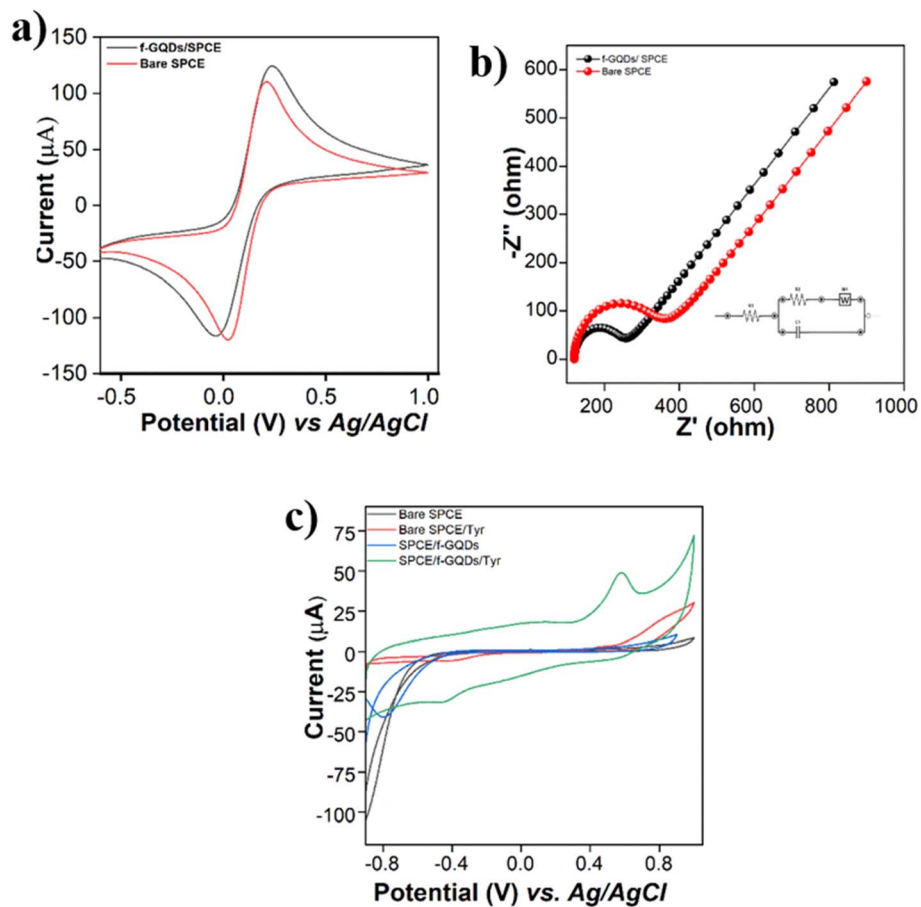 a)
f-GQDs/SPCE
Bare SPCE
150
100
50
0
-50
-100
-150
Current (µA)
-0.5
0.0
0.5
1.0
Potential (V) vs Ag/AgCl
b)
f-GQDs/ SPCE
Bare SPCE
600
500
400
300
200
100
0
-Z" (ohm)
W
200
400
600
800
1000
Z' (ohm)
c)
Bare SPCE
Bare SPCE/Tyr
SPCE/f-GQDs
SPCE/f-GQDs/Tyr
75
50
25
0
-25
-50
-75
-100
Current (µA)
-0.8
-0.4
0.0
0.4
0.8
Potential (V) vs. Ag/AgCl